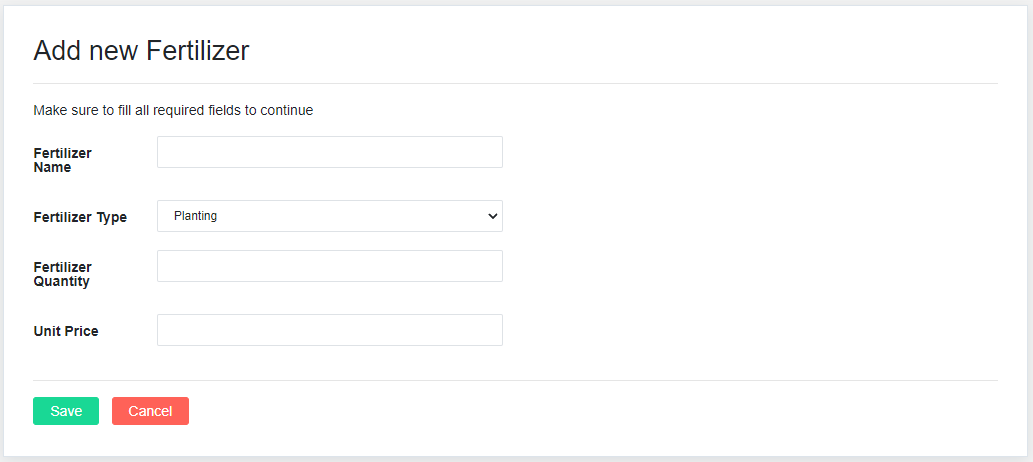 Add new Fertilizer
Make sure to fill all required fields to continue
Fertilizer
Name
Fertilizer Type
Planting
Fertilizer
Quantity
Unit Price
Save
Cancel